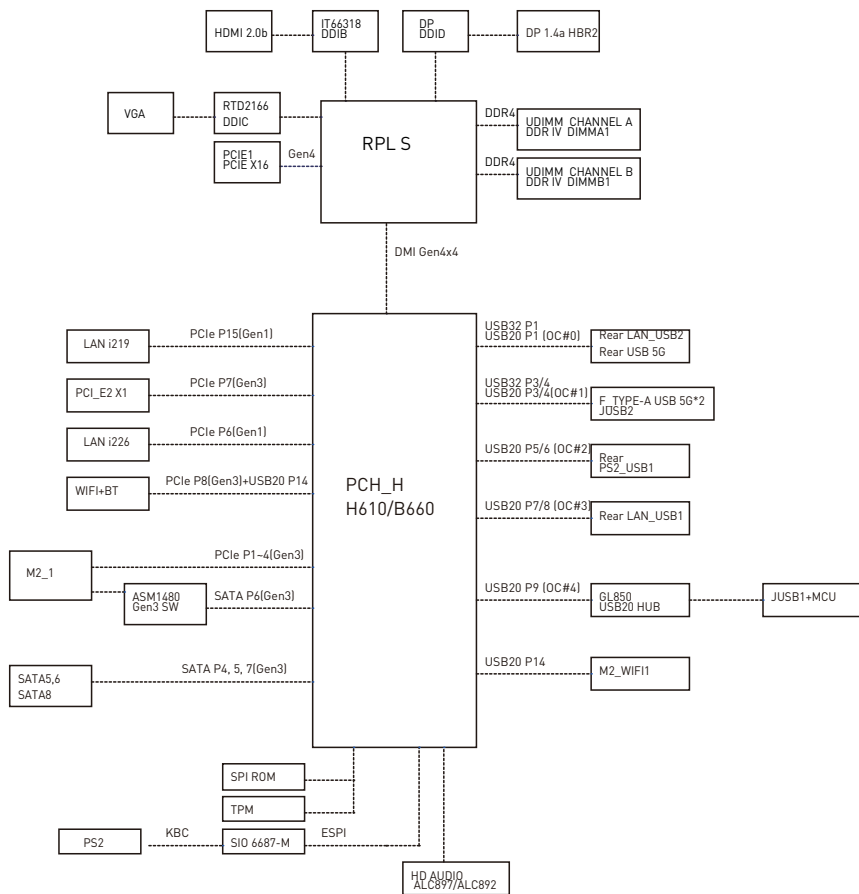 HDMI 2.0b
IT66318
DDIB
DP
DDID
DP 1.4a HBR2
VGA
RTD2166
DDIC
PCIE1
PCIE X16
Gen4
RPL S
DDR4
UDIMM CHANNEL A
DDR IV DIMMA1
DDR4
UDIMM CHANNEL B
DDR IV DIMMB1
DMI Gen4x4
LAN i219
PCIe P15(Gen1)
PCI_E2 X1
PCIe P7(Gen3)
LAN i226
PCIe P6(Gen1)
WIFI+BT
PCIe P8(Gen3)+USB20 P14
M2_1
PCIe P1~4(Gen3)
ASM1480
Gen3 SW
SATA P6(Gen3)
SATA5,6
SATA8
SATA P4, 5, 7(Gen3)
PCH_H
H610/B660
USB32 P1
USB20 P1 (OC#0)
Rear LAN_USB2
Rear USB 5G
USB32 P3/4
USB20 P3/4(OC#1)
F_TYPE-A USB 5G*2
JUSB2
USB20 P5/6 (OC#2)
Rear
PS2_USB1
USB20 P7/8 (OC#3)
Rear LAN_USB1
USB20 P9 (OC#4)
GL850
USB20 HUB
JUSB1+MCU
USB20 P14
M2_WIFI1
SPI ROM
TPM
PS2
KBC
SIO 6687-M
ESPI
HD AUDIO
ALC897/ALC892